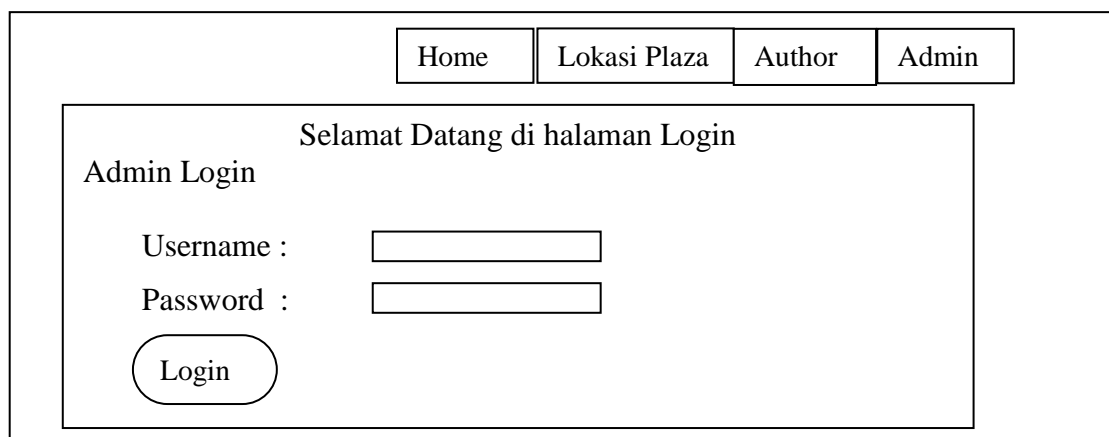 Home Lokasi Plaza Author Admin
Selamat Datang di halaman Login
Admin Login
Username :
Password :
Login